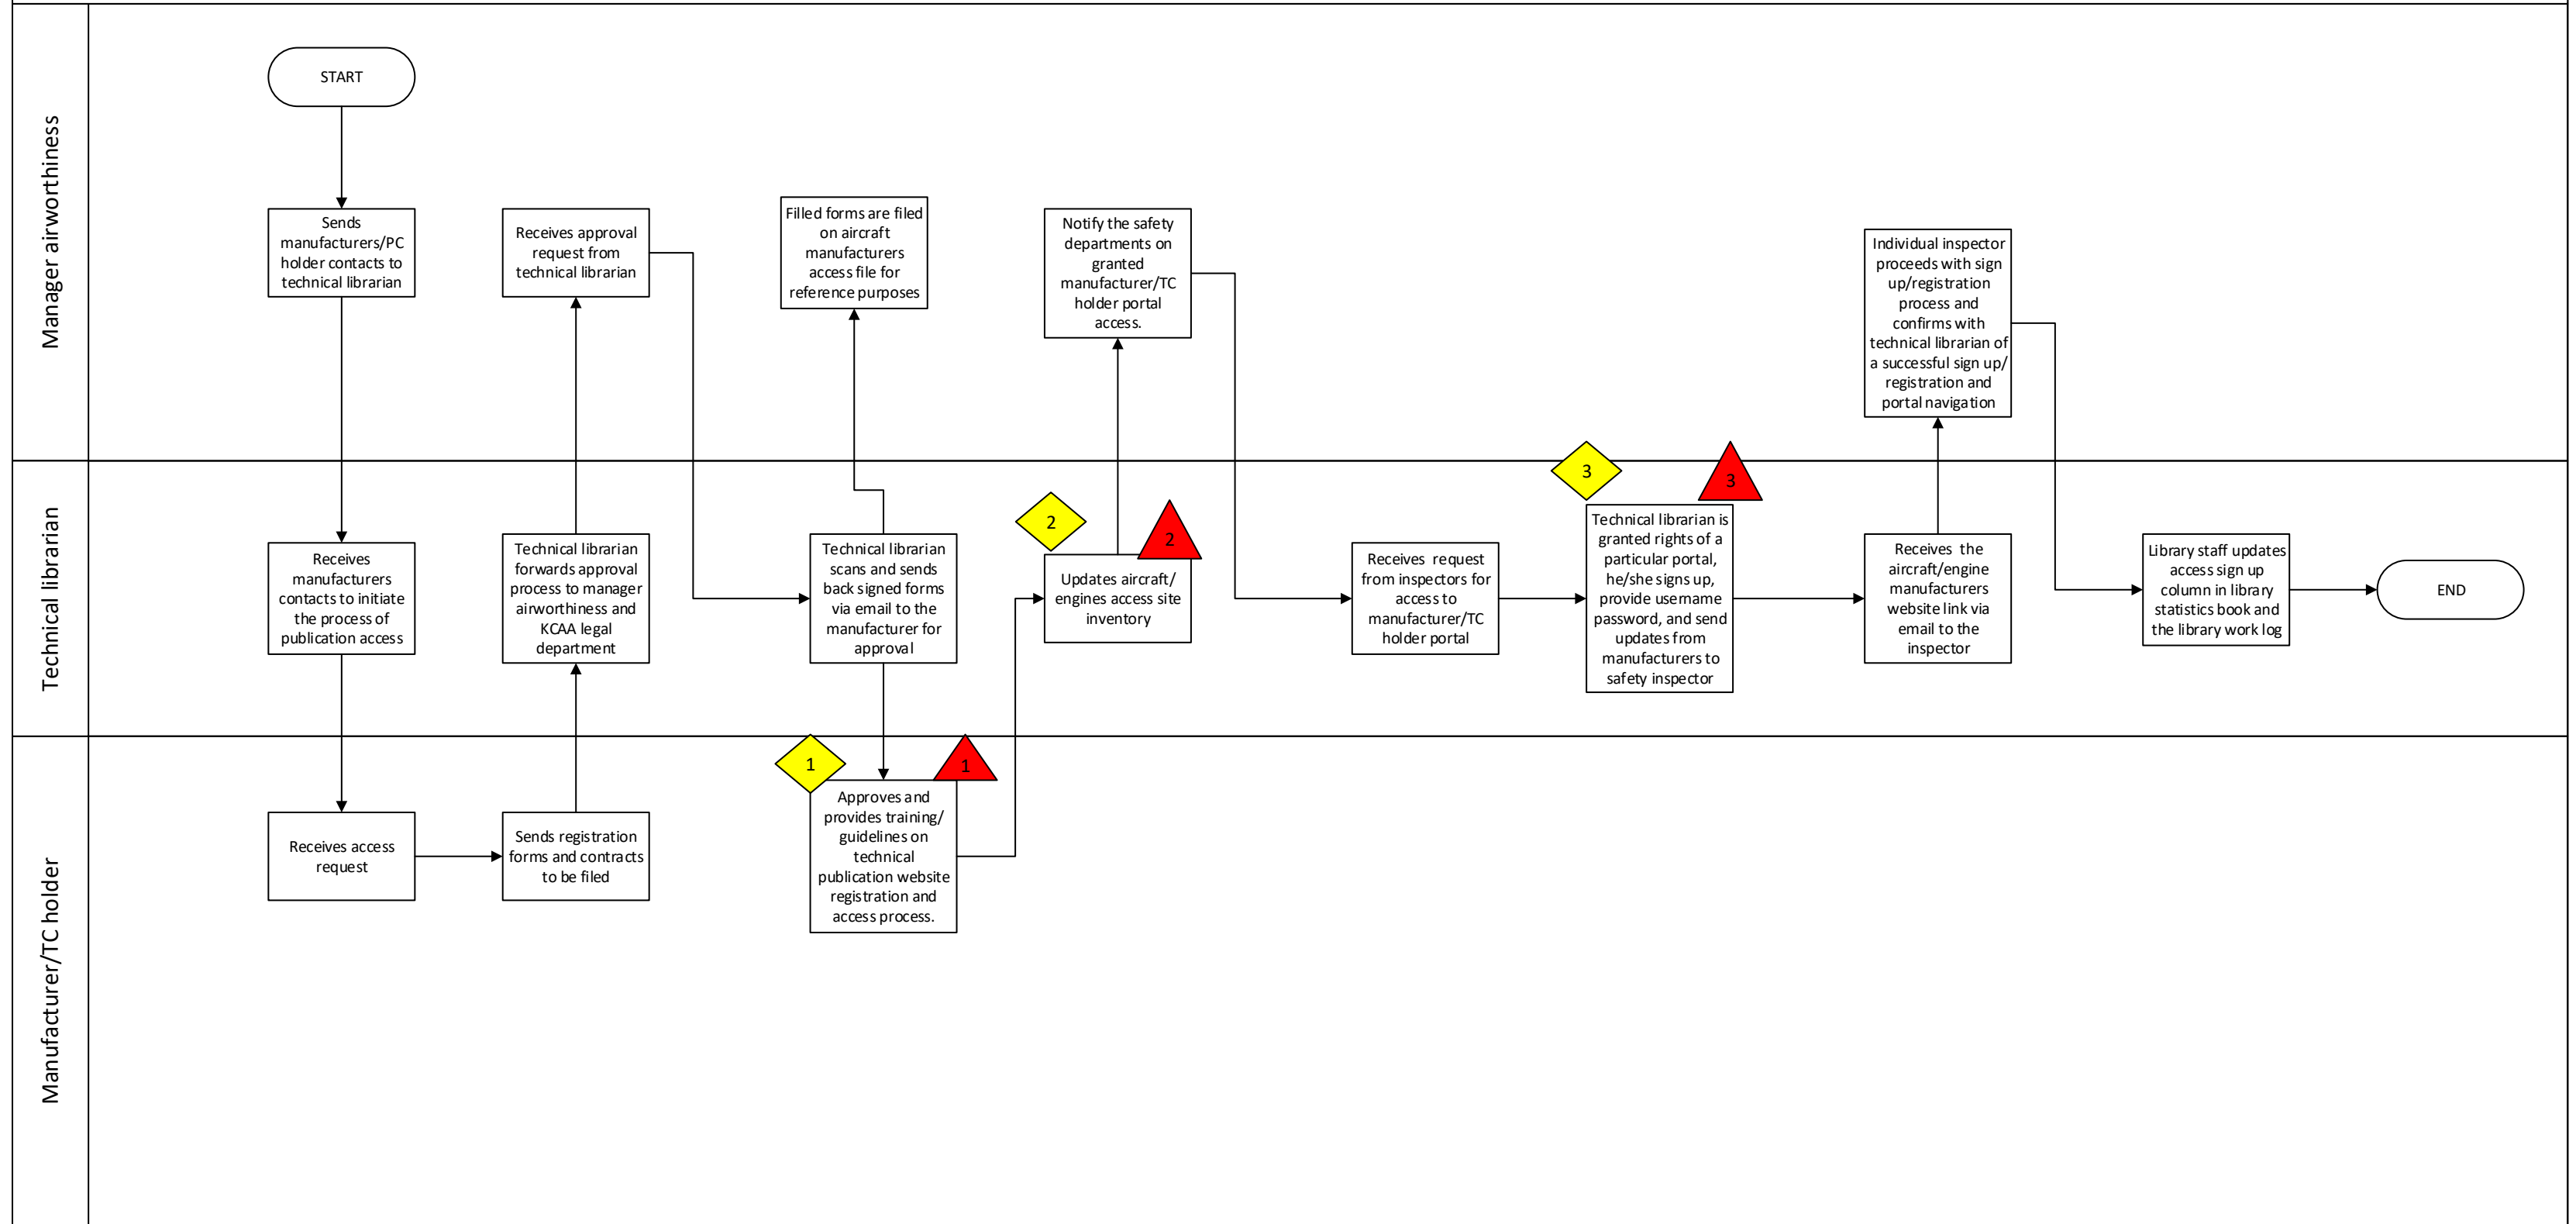 Manager airworthiness
START
Sends
manufacturers/PC
holder contacts to
technical librarian
Receives approval
request from
technical librarian
Filled forms are filed
on aircraft
manufacturers
access file for
reference purposes
Notify the safety
departments on
granted
manufacturer/TC
holder portal
access.
Individual inspector
proceeds with sign
up/registration
process and
confirms with
technical librarian of
a successful sign up/
registration and
portal navigation
Technical librarian
Receives
manufacturers
contacts to initiate
the process of
publication access
Technical librarian
forwards approval
process to manager
airworthiness and
KCAA legal
department
Technical librarian
scans and sends
back signed forms
via email to the
manufacturer for
approval
2
2
Updates aircraft/
engines access site
inventory
Receives request
from inspectors for
access to
manufacturer/TC
holder portal
3
3
Technical librarian is
granted rights of a
particular portal,
he/she signs up,
provide username
password, and send
updates from
manufacturers to
safety inspector
Receives the
aircraft/engine
manufacturers
website link via
email to the
inspector
Library staff updates
access sign up
column in library
statistics book and
the library work log
END
Manufacturer/TC holder
Receives access
request
Sends registration
forms and contracts
to be filed
1
1
Approves and
provides training/
guidelines on
technical
publication website
registration and
access process.